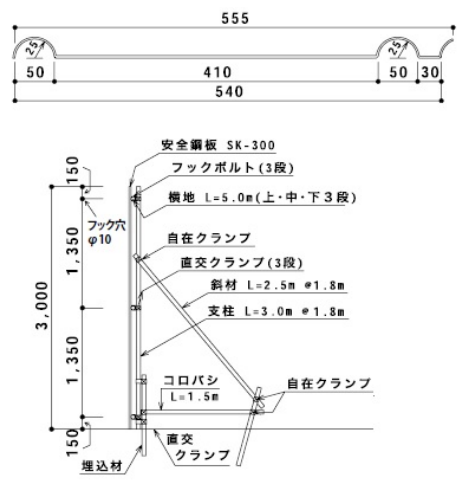 555
25
25
50
410
50
30
540
安全鋼板 SK-300
150
フックボルト(3段)
横地 L=5.0m(上・中・下３段)
フック穴
φ10
自在クランプ
1,350
直交クランプ(3段)
斜材 L=2.5m @1.8m
3,000
支柱 L=3.0m @1.8m
1,350
コロバシ
L=1.5m
自在クランプ
150
直交
クランプ
埋込材